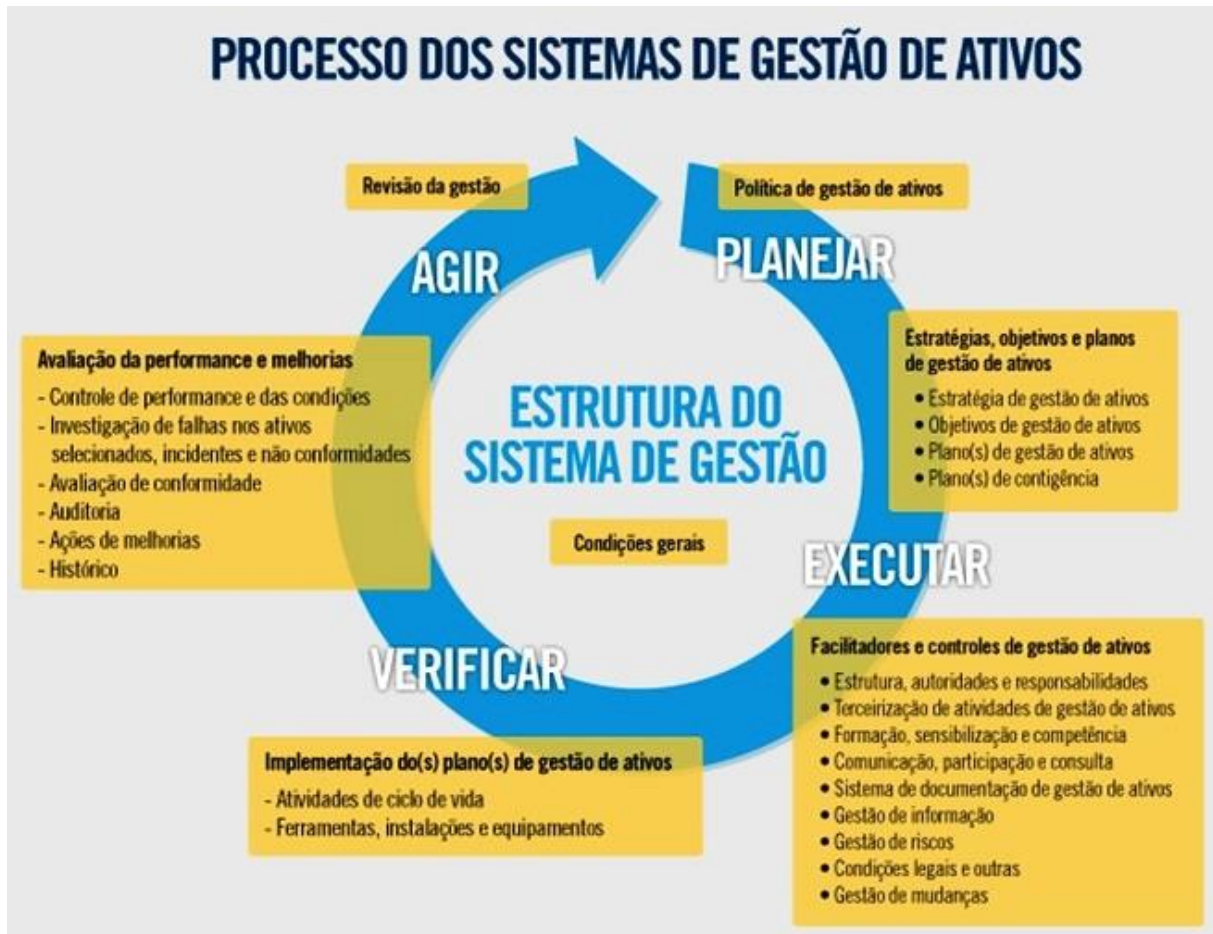 PROCESSO DOS SISTEMAS DE GESTÃO DE ATIVOS
Revisão da gestão
Política de gestão de ativos
AGIR
PLANEJAR
Estratégias, objetivos e planos
de gestão de ativos
• Estratégia de gestão de ativos
• Objetivos de gestão de ativos
• Plano(s) de gestão de ativos
• Plano(s) de contigência
Avaliação da performance e melhorias
- Controle de performance e das condições
- Investigação de falhas nos ativos
selecionados, incidentes e não conformidades
- Avaliação de conformidade
- Auditoria
- Ações de melhorias
- Histórico
ESTRUTURA DO
SISTEMA DE GESTÃO
Condições gerais
EXECUTAR
Facilitadores e controles de gestão de ativos
• Estrutura, autoridades e responsabilidades
• Terceirização de atividades de gestão de ativos
• Formação, sensibilização e competência
• Comunicação, participação e consulta
• Sistema de documentação de gestão de ativos
• Gestão de informação
• Gestão de riscos
• Condições legais e outras
• Gestão de mudanças
VERIFICAR
Implementação do(s) plano(s) de gestão de ativos
- Atividades de ciclo de vida
- Ferramentas, instalações e equipamentos